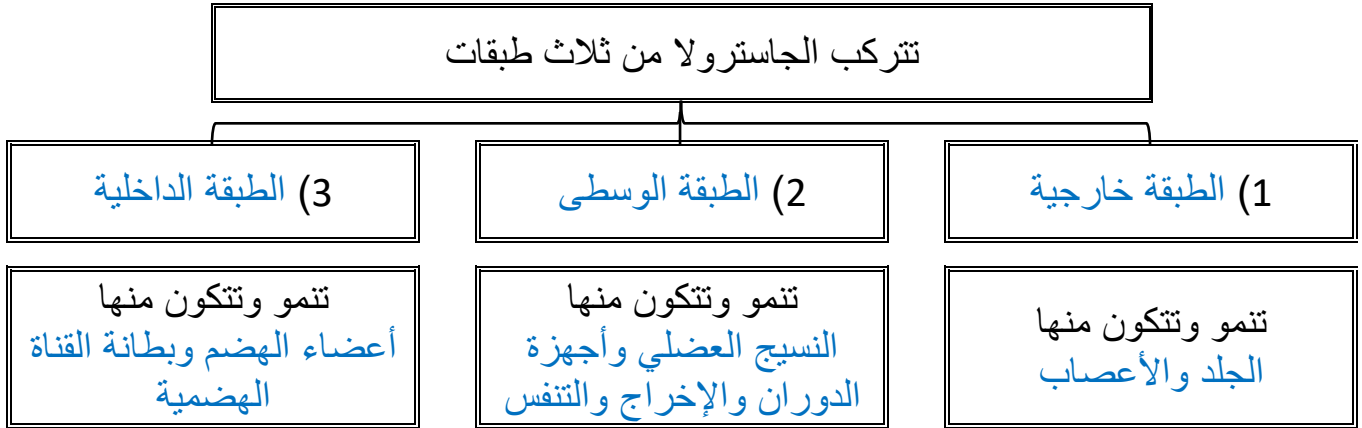 تتركب الجاسترولا من ثلاث طبقات
1) الطبقة خارجية
2) الطبقة الوسطى
3) الطبقة الداخلية
تنمو وتتكون منها
الجلد والأعصاب
تنمو وتتكون منها
النسيج العضلي وأجهزة
الدوران والإخراج والتنفس
تنمو وتتكون منها
أعضاء الهضم وبطانة القناة
الهضمية